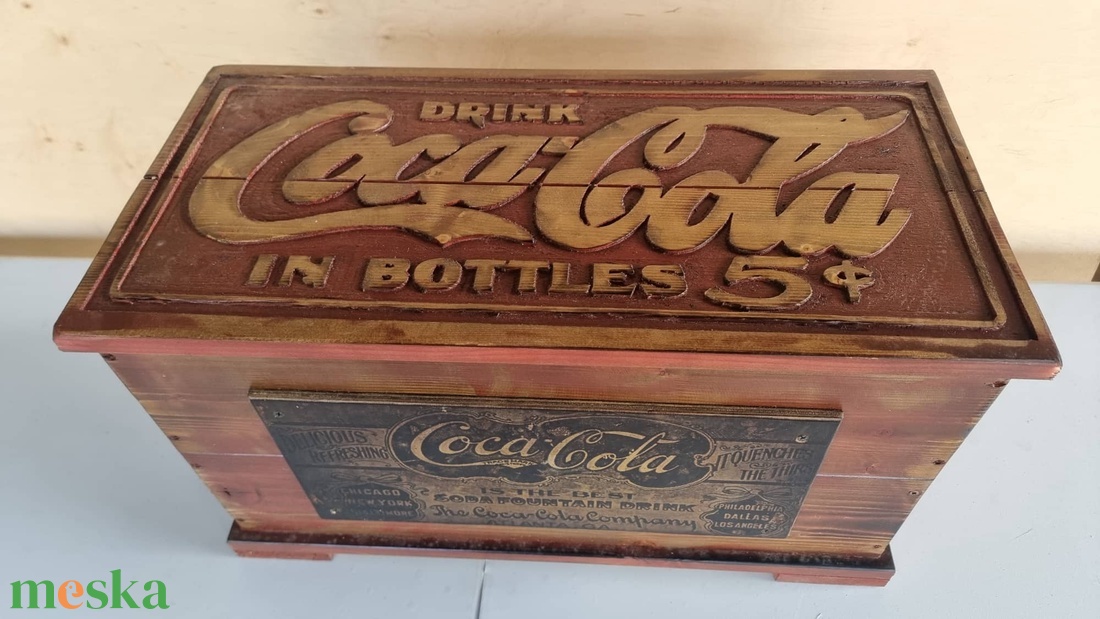 DRINK
Coca-Cola
IN BOTTLES 5¢
Coca-Cola
DELICIOUS
REFRESHING
IT QUENCHES
THE THIRST
IS THE BEST
SODA FOUNTAIN DRINK
The Coca-Cola Company
CHICAGO
NEW YORK
PHILADELPHIA
DALLAS
LOS ANGELES
meska